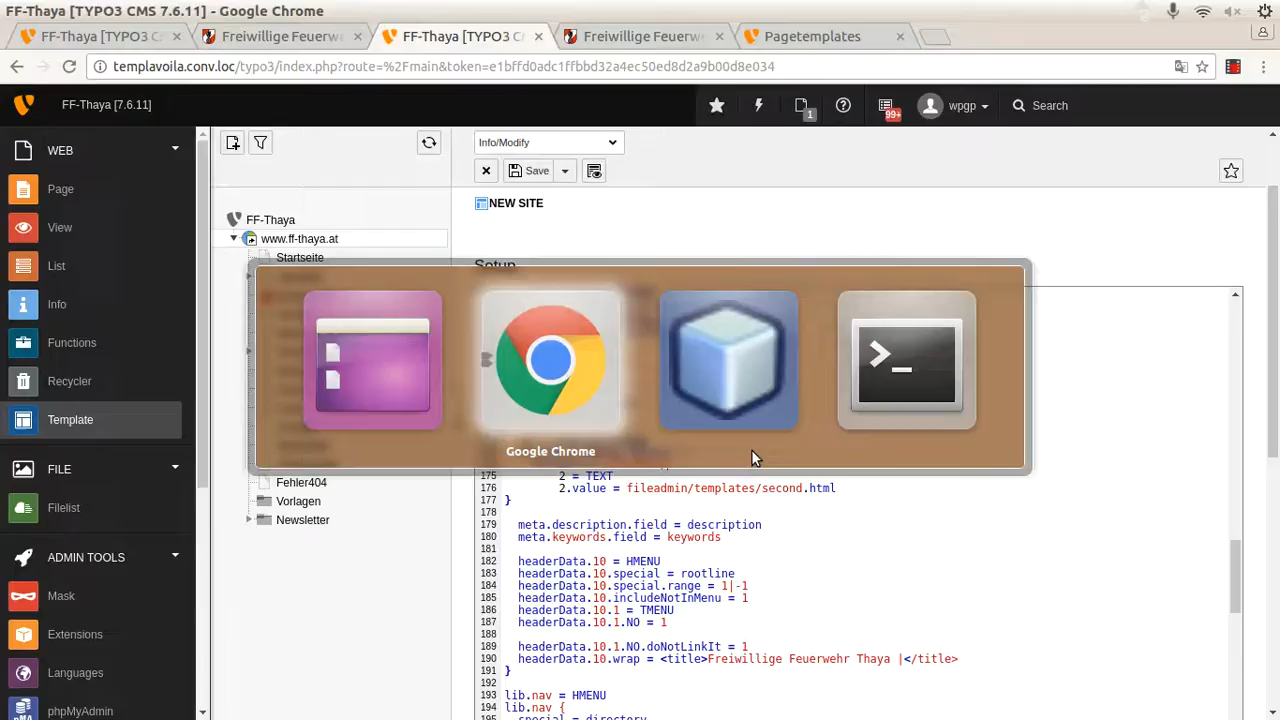 FF-Thaya [TYPO3 CMS 7.6.11] - Google Chrome
FF-Thaya [TYPO3 C
Freiwillige Feuerw
FF-Thaya [TYPO3 C
Freiwillige Feuerw
Pagetemplates
templavoila.conv.loc/typo3/index.php?route=%2Fmain&token=e1bffd0adc1ffbbd32a4ec50ed8d2a9b00d8e034
FF-Thaya [7.6.11]
1
99+
wpgp
Search
WEB
Page
View
List
Info
Functions
Recycler
Template
FILE
Filelist
ADMIN TOOLS
Mask
Extensions
Languages
phpMyAdmin
FF-Thaya
www.ff-thaya.at
Startseite
Fehler404
Vorlagen
Newsletter
Info/Modify
Save
NEW SITE
Setup
Google Chrome
175 2 = TEXT
176 2.value = fileadmin/templates/second.html
177 }
178
179 meta.description.field = description
180 meta.keywords.field = keywords
181
182 headerData.10 = HMENU
183 headerData.10.special = rootline
184 headerData.10.special.range = 1|-1
185 headerData.10.includeNotInMenu = 1
186 headerData.10.1 = TMENU
187 headerData.10.1.NO = 1
188
189 headerData.10.1.NO.doNotLinkIt = 1
190 headerData.10.wrap = <title>Freiwillige Feuerwehr Thaya |</title>
191 }
192
193 lib.nav = HMENU
194 lib.nav {
195 special = directory